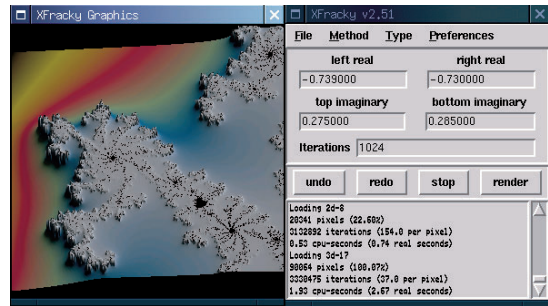 XFracky Graphics
XFracky v2.51
File Method Type Preferences
left real right real
-0.739000 -0.730000
top imaginary bottom imaginary
0.275000 0.285000
Iterations 1024
undo redo stop render
Loading 2d-8
20341 pixels (22.60%)
3132892 iterations (154.0 per pixel)
0.53 cpu-seconds (0.74 real seconds)
Loading 3d-17
90064 pixels (100.07%)
3330475 iterations (37.0 per pixel)
1.93 cpu-seconds (2.67 real seconds)